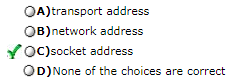 A)transport address
B)network address
C)socket address
D)None of the choices are correct